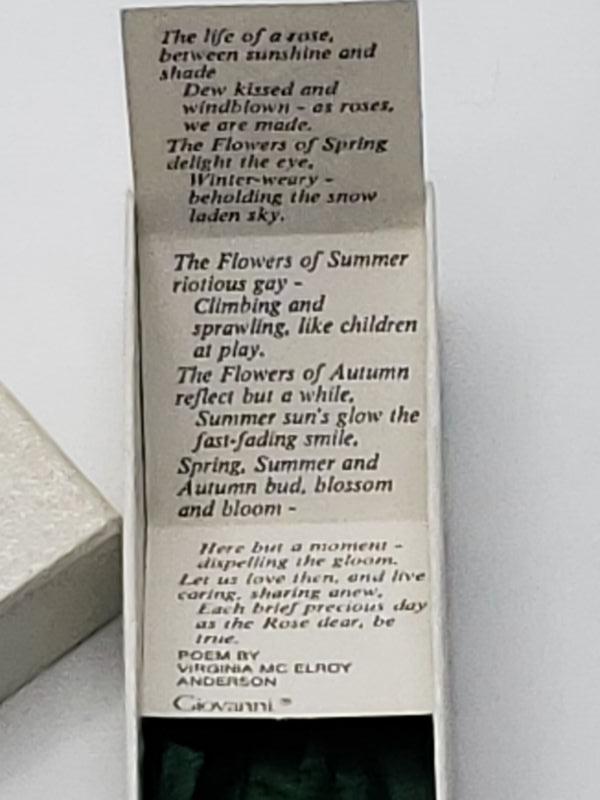 The life of a rose,
between sunshine and
shade
Dew kissed and
windblown - as roses,
we are made.
The Flowers of Spring
delight the eye,
Winter-weary -
beholding the snow
laden sky.
The Flowers of Summer
riotious gay -
Climbing and
sprawling, like children
at play.
The Flowers of Autumn
reflect but a while,
Summer sun's glow the
fast-fading smile,
Spring, Summer and
Autumn bud, blossom
and bloom -
Here but a moment -
dispelling the gloom.
Let us love then, and live
caring, sharing anew,
Each brief precious day
as the Rose dear, be
true.
POEM BY
VIRGINIA MC ELROY
ANDERSON
Giovanni